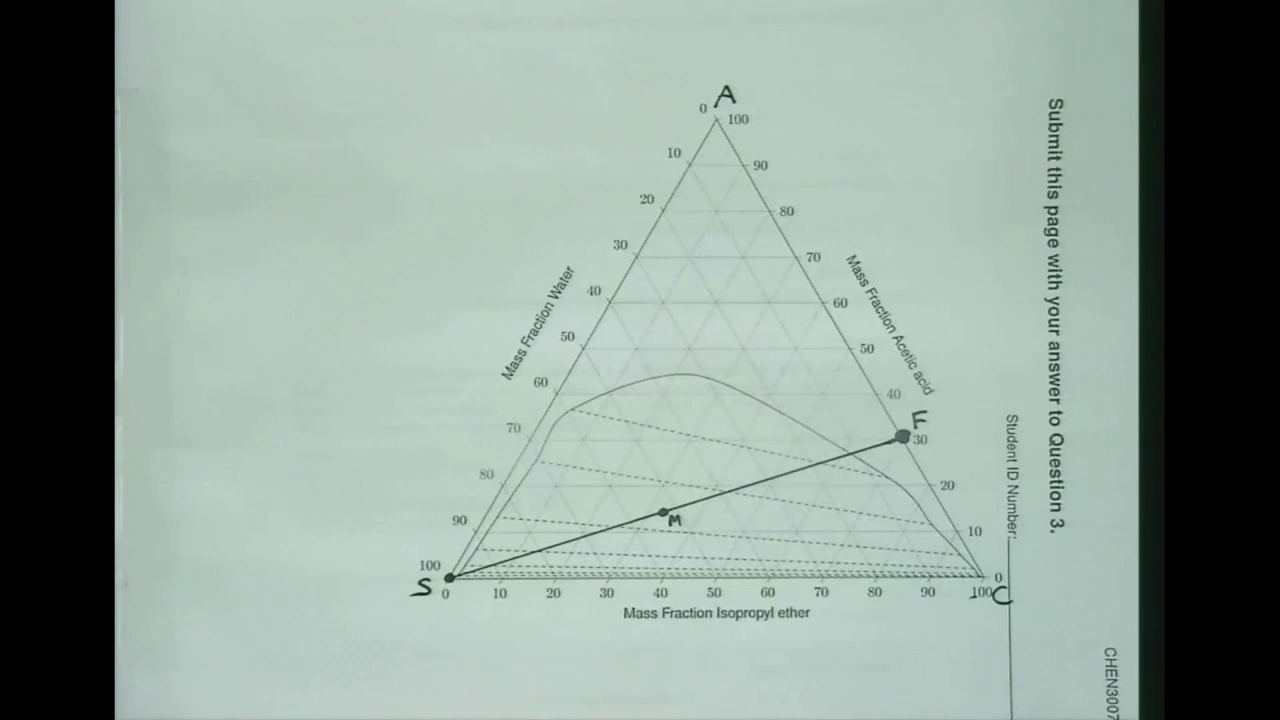 A
0 100
10 90
20 80
30 70
40 60
50 50
60 40
70 30
80 20
90 10
100 0
Mass Fraction Water
Mass Fraction Acetic acid
F
M
S
C
0 10 20 30 40 50 60 70 80 90 100
Mass Fraction Isopropyl ether
Submit this page with your answer to Question 3.
Student ID Number:
CHEN3007